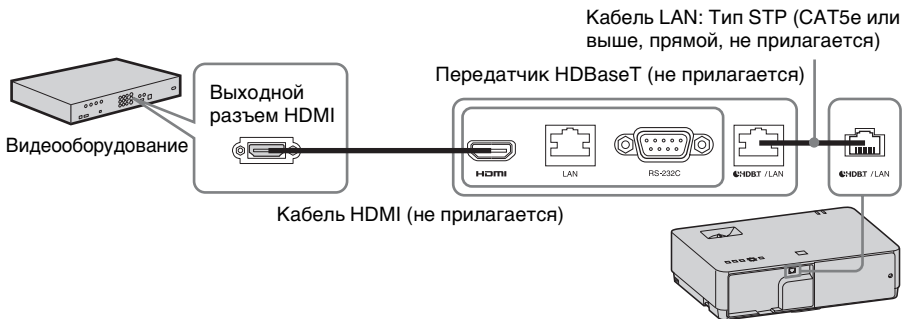 Кабель LAN: Тип STP (CAT5e или
выше, прямой, не прилагается)
Передатчик HDBaseT (не прилагается)
Выходной
разъем HDMI
Видеооборудование
HDMI
LAN
RS-232C
HDBT / LAN
HDBT / LAN
Кабель HDMI (не прилагается)